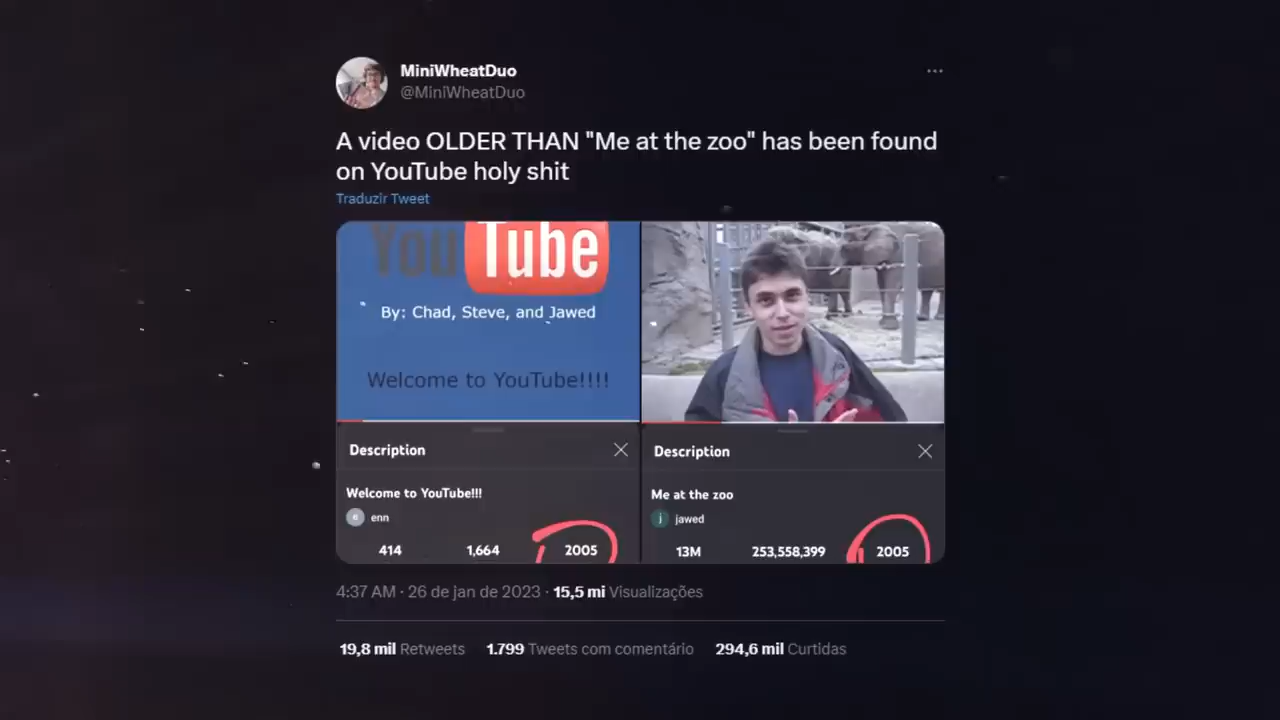 MiniWheatDuo
@MiniWheatDuo
A video OLDER THAN "Me at the zoo" has been found
on YouTube holy shit
Traduzir Tweet
YouTube
By: Chad, Steve, and Jawed
Welcome to YouTube!!!!
Description
Welcome to YouTube!!!
e enn
414 1,664 2005
Description
Me at the zoo
j jawed
13M 253,558,399 2005
4:37 AM · 26 de jan de 2023 · 15,5 mi Visualizações
19,8 mil Retweets 1.799 Tweets com comentário 294,6 mil Curtidas